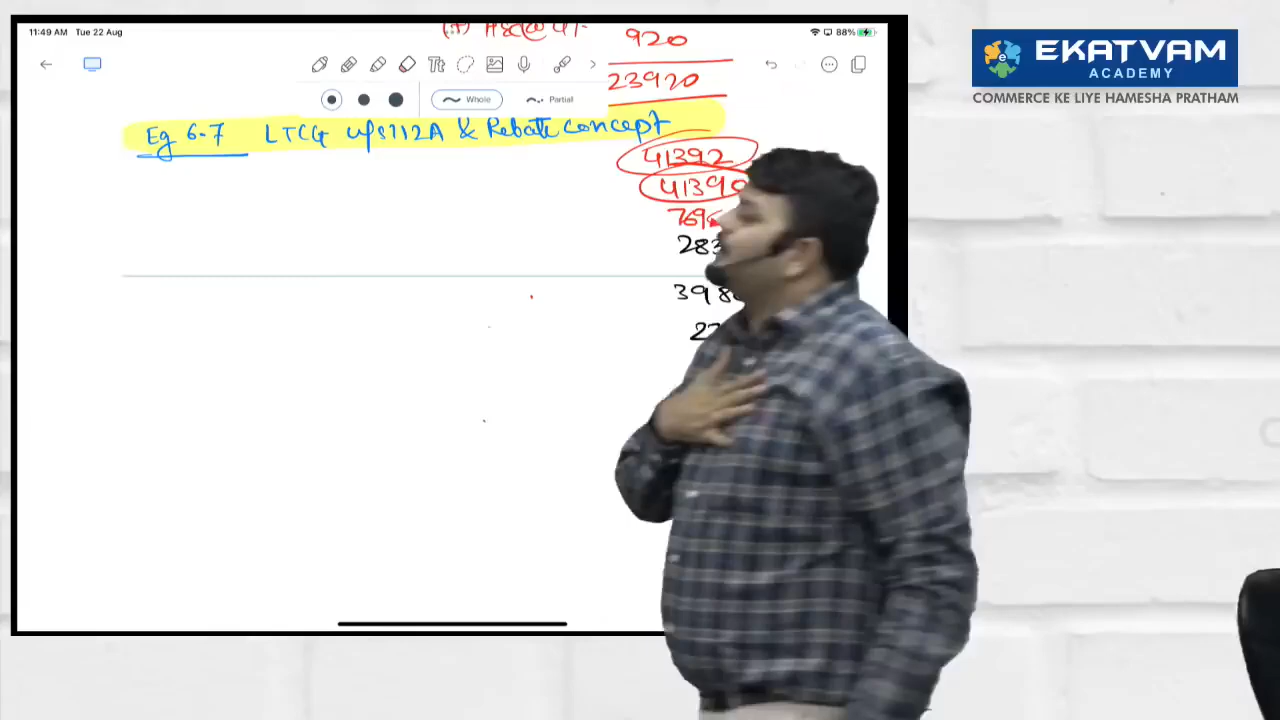 11:49 AM Tue 22 Aug
88%
920
23920
Whole
Partial
Eg 6.7 LTCG u/s 112A & Rebate concept
41392
41390
EKATVAM
ACADEMY
COMMERCE KE LIYE HAMESHA PRATHAM